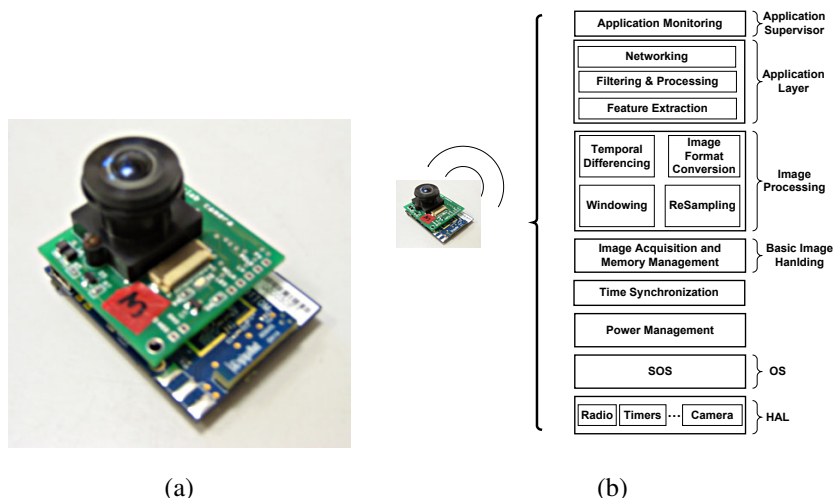 Application Monitoring
Application
Supervisor
Networking
Filtering & Processing
Feature Extraction
Application
Layer
Temporal
Differencing
Image
Format
Conversion
Windowing
ReSampling
Image
Processing
Image Acquisition and
Memory Management
Basic Image
Hanlding
Time Synchronization
Power Management
SOS
OS
Radio
Timers
...
Camera
HAL
(a)
(b)